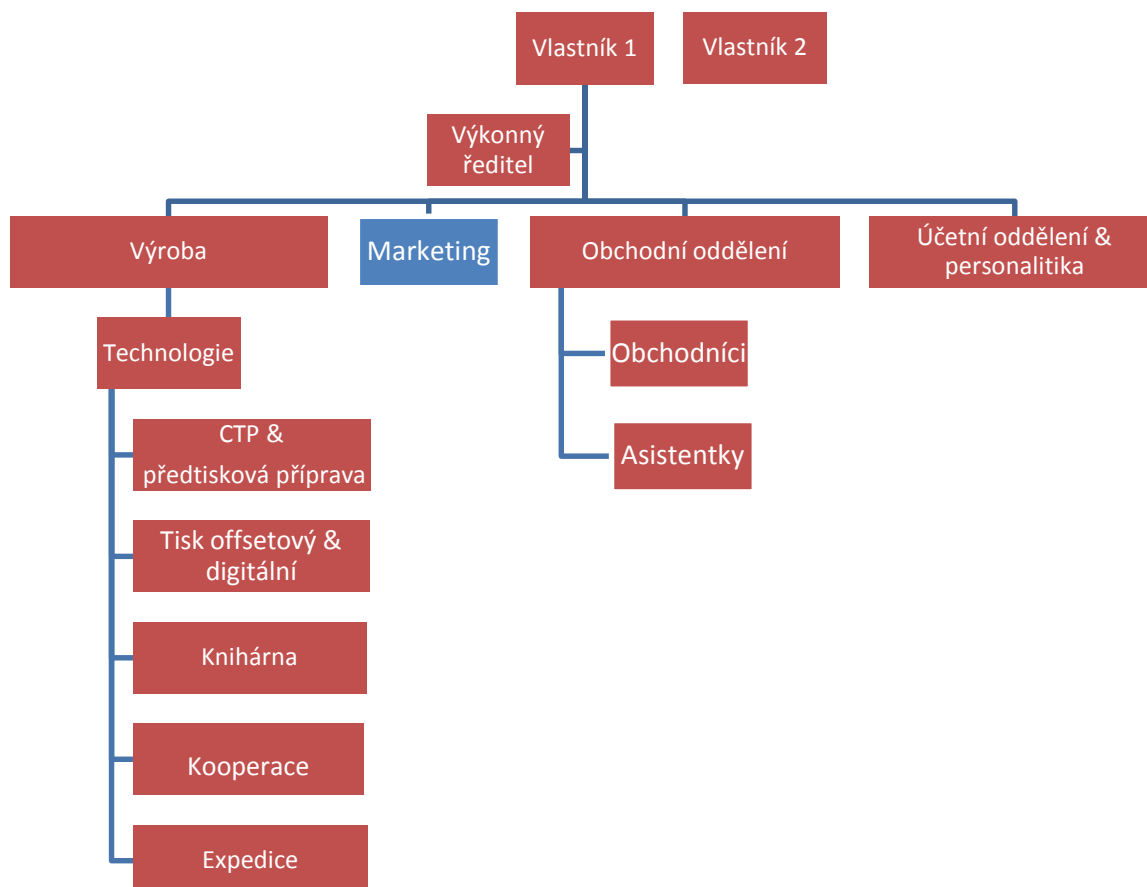 Vlastník 1
Vlastník 2
Výkonný
ředitel
Výroba
Marketing
Obchodní oddělení
Účetní oddělení &
personalitika
Technologie
Obchodníci
CTP &
předtisková příprava
Asistentky
Tisk offsetový &
digitální
Knihárna
Kooperace
Expedice